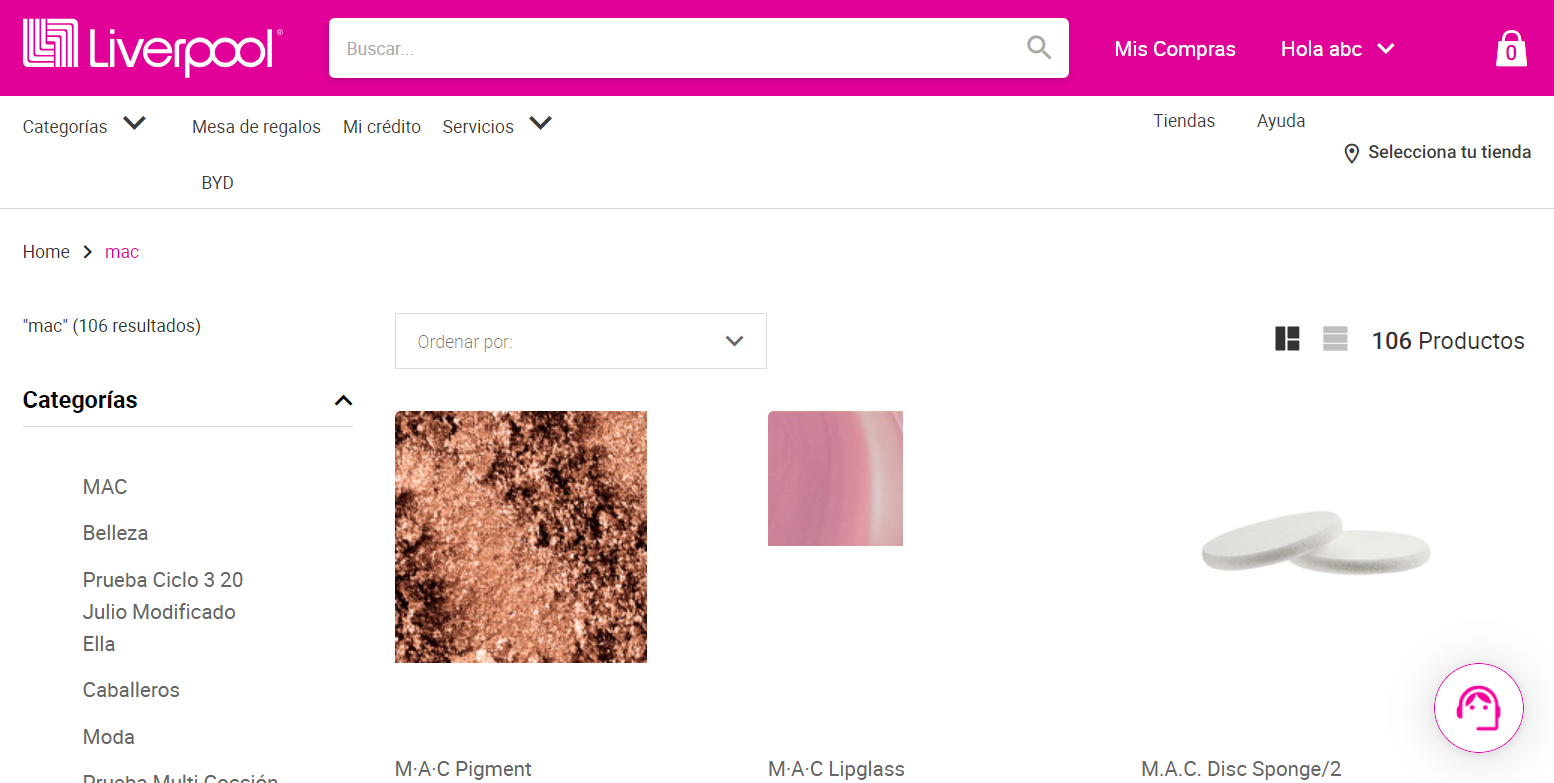 Liverpool®
Buscar...
Mis Compras
Hola abc
0
Categorías
Mesa de regalos
Mi crédito
Servicios
Tiendas
Ayuda
Selecciona tu tienda
BYD
Home
mac
"mac" (106 resultados)
Ordenar por:
106 Productos
Categorías
MAC
Belleza
Prueba Ciclo 3 20
Julio Modificado
Ella
Caballeros
Moda
Prueba Multi Cocción
M·A·C Pigment
M·A·C Lipglass
M.A.C. Disc Sponge/2